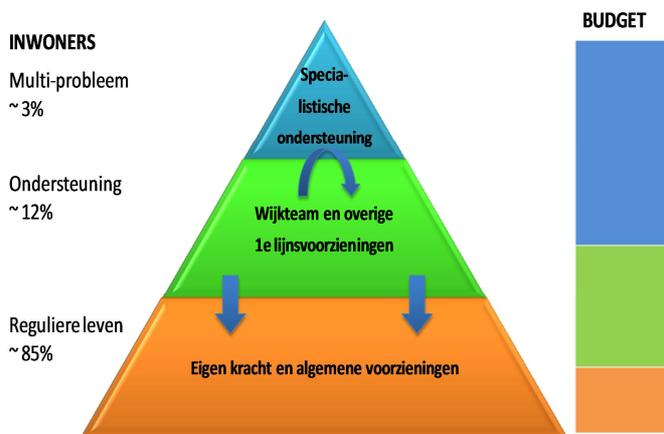 BUDGET
INWONERS
Multi-probleem
~ 3%
Specia-
listische
ondersteuning
Ondersteuning
~ 12%
Wijkteam en overige
1e lijnsvoorzieningen
Reguliere leven
~ 85%
Eigen kracht en algemene voorzieningen